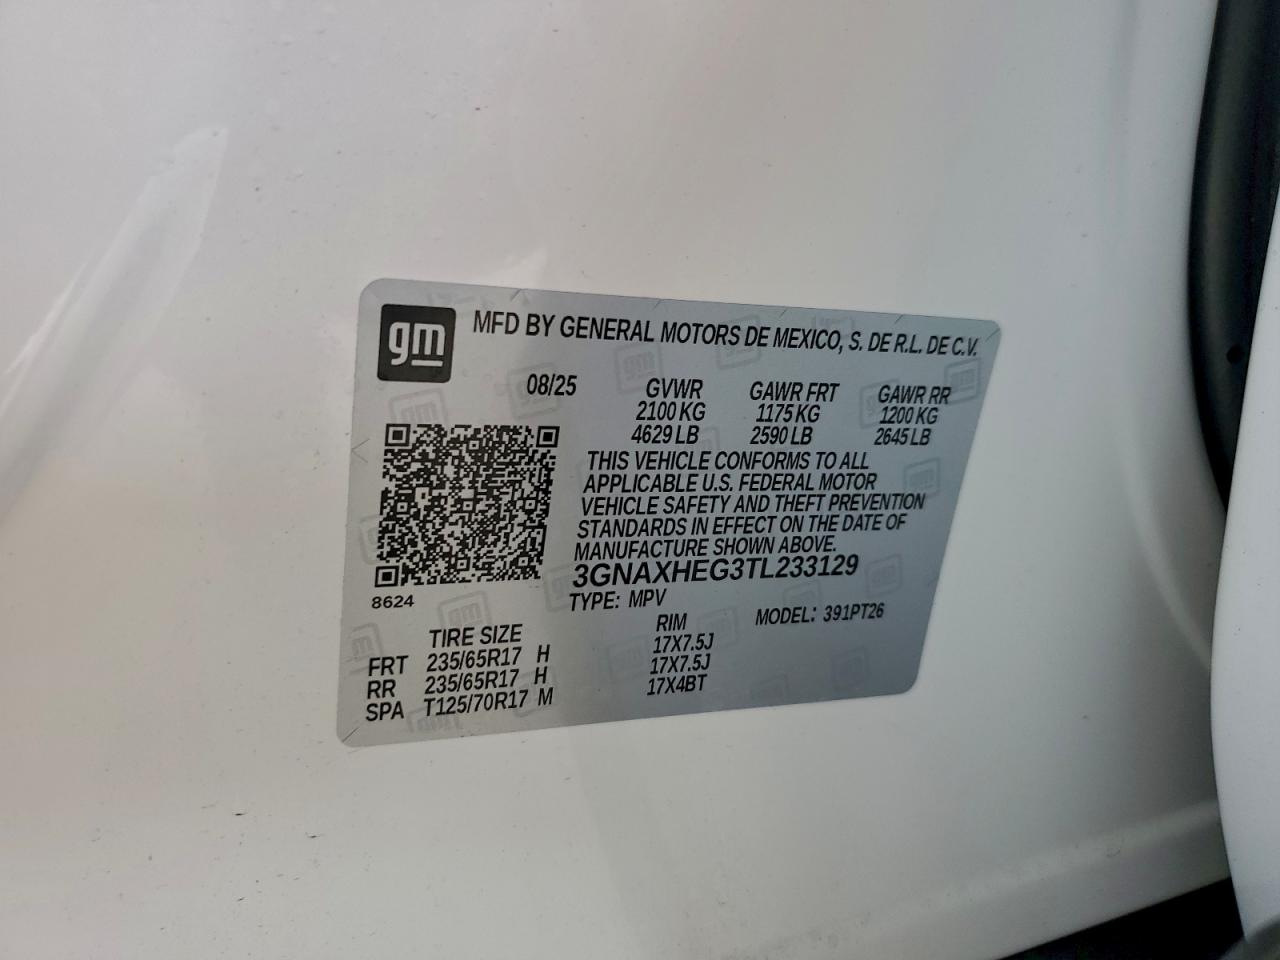 gm
MFD BY GENERAL MOTORS DE MEXICO, S. DE R.L. DE C.V.
08/25 GVWR GAWR FRT GAWR RR
2100 KG 1175 KG 1200 KG
4629 LB 2590 LB 2645 LB
THIS VEHICLE CONFORMS TO ALL
APPLICABLE U.S. FEDERAL MOTOR
VEHICLE SAFETY AND THEFT PREVENTION
STANDARDS IN EFFECT ON THE DATE OF
MANUFACTURE SHOWN ABOVE.
3GNAXHEG3TL233129
8624
TYPE: MPV MODEL: 391PT26
TIRE SIZE RIM
FRT 235/65R17 H 17X7.5J
RR 235/65R17 H 17X7.5J
SPA T125/70R17 M 17X4BT